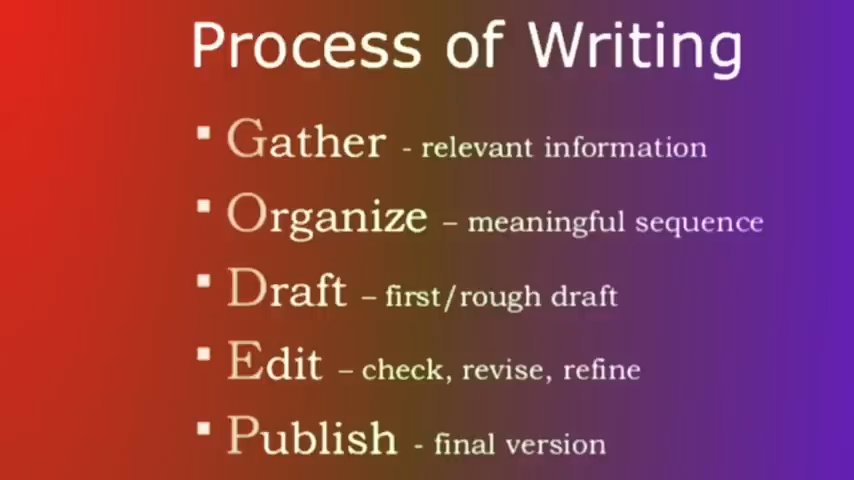 Process of Writing
▪ Gather - relevant information
▪ Organize – meaningful sequence
▪ Draft – first/rough draft
▪ Edit – check, revise, refine
▪ Publish - final version